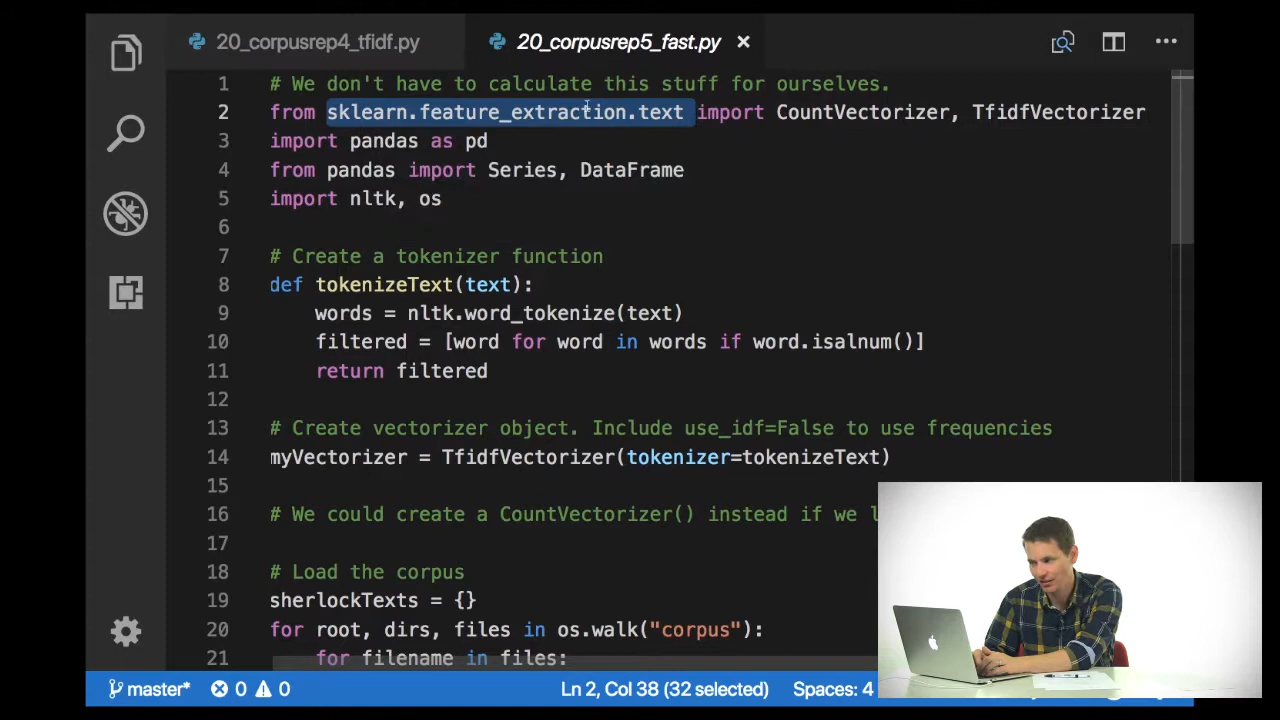 20_corpusrep4_tfidf.py
20_corpusrep5_fast.py
1 # We don't have to calculate this stuff for ourselves.
2 from sklearn.feature_extraction.text import CountVectorizer, TfidfVectorizer
3 import pandas as pd
4 from pandas import Series, DataFrame
5 import nltk, os
6
7 # Create a tokenizer function
8 def tokenizeText(text):
9 words = nltk.word_tokenize(text)
10 filtered = [word for word in words if word.isalnum()]
11 return filtered
12
13 # Create vectorizer object. Include use_idf=False to use frequencies
14 myVectorizer = TfidfVectorizer(tokenizer=tokenizeText)
15
16 # We could create a CountVectorizer() instead if we
17
18 # Load the corpus
19 sherlockTexts = {}
20 for root, dirs, files in os.walk("corpus"):
21 for filename in files:
master* 0 0 Ln 2, Col 38 (32 selected) Spaces: 4